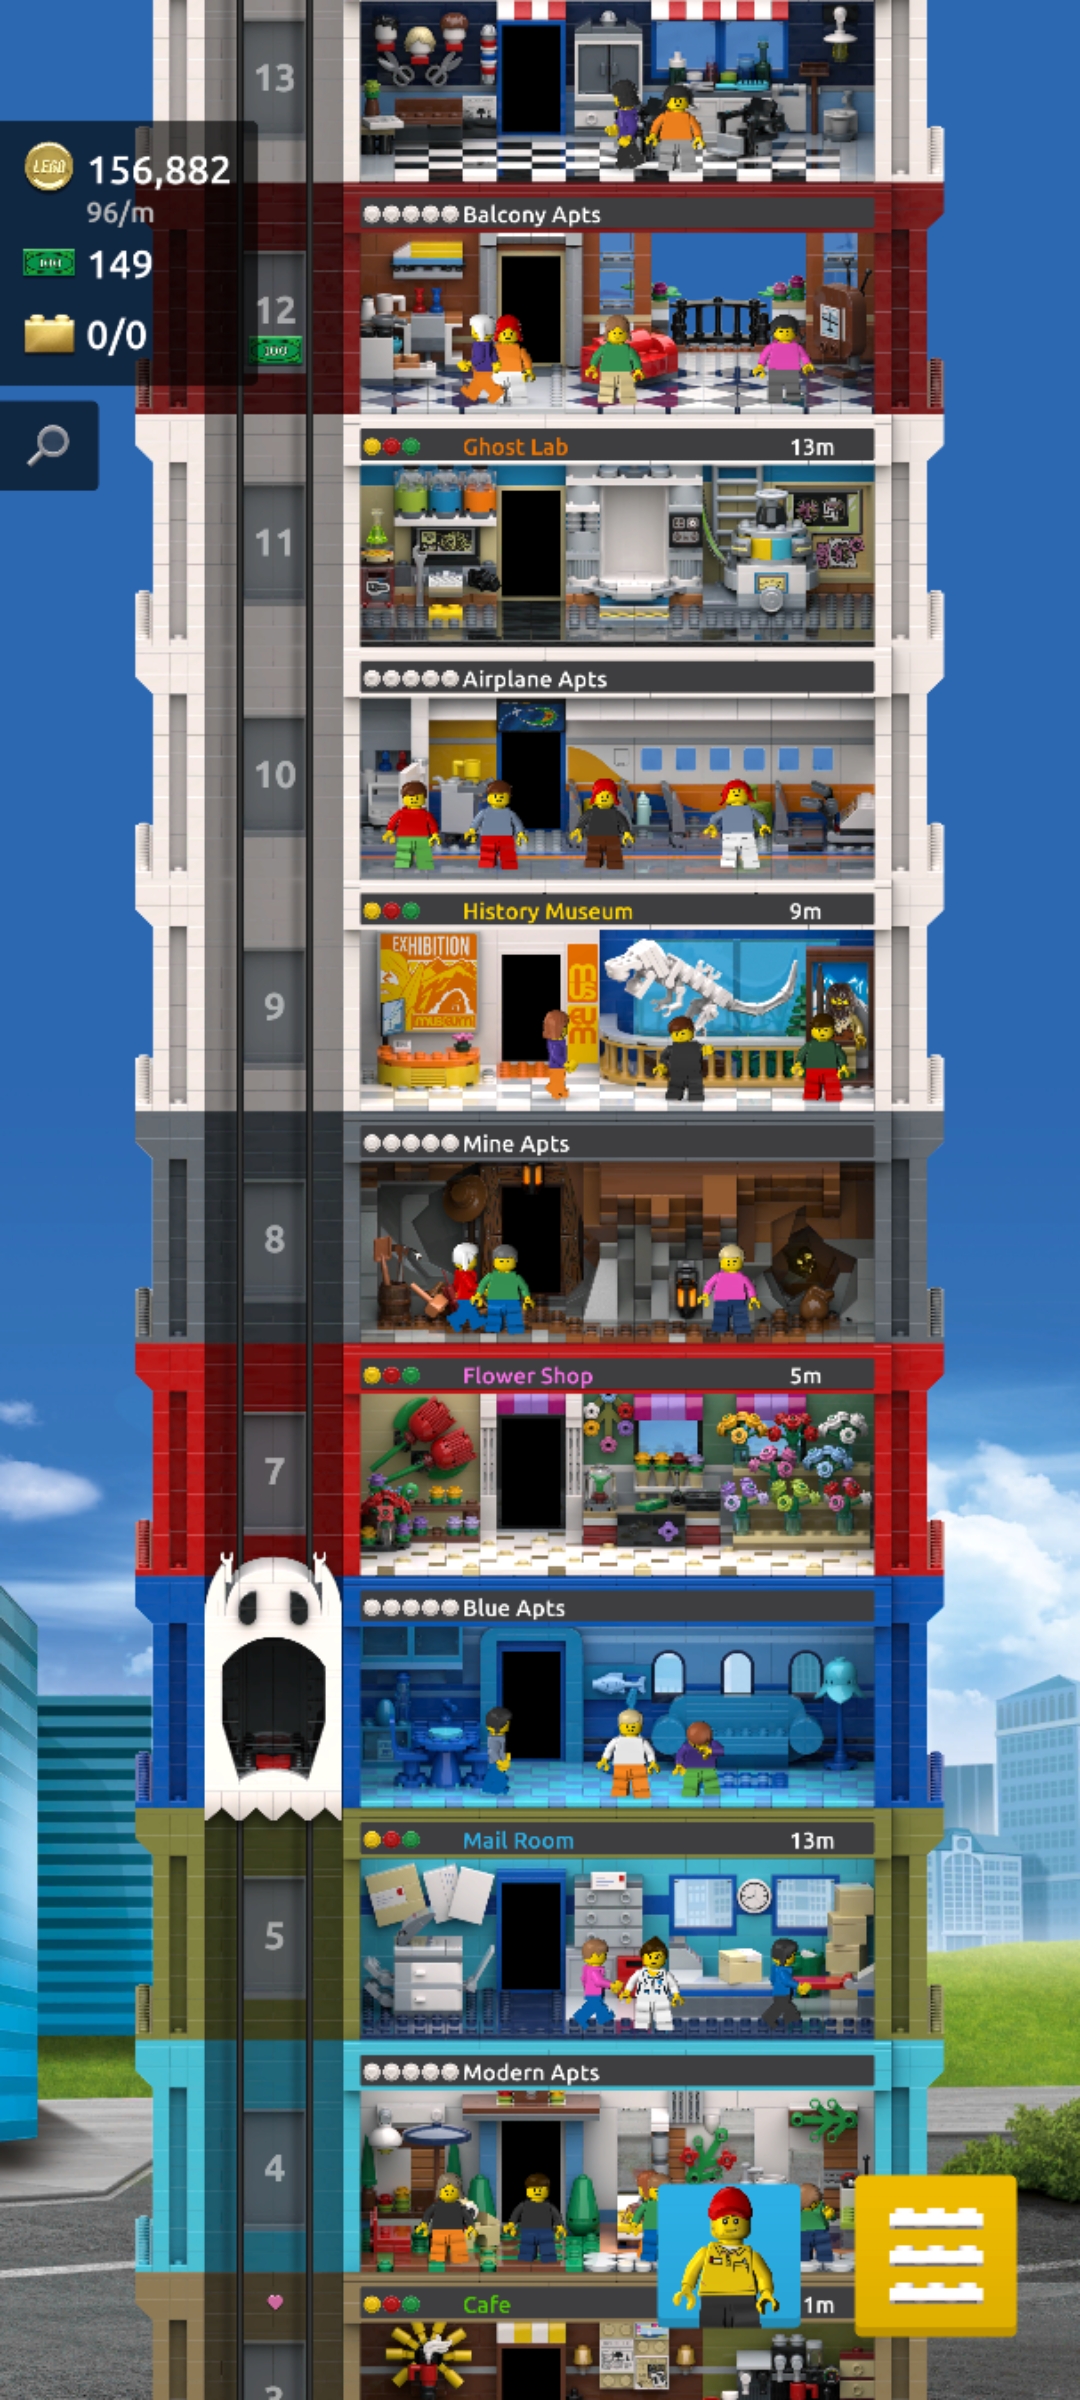 13
LEGO
156,882
96/m
149
0/0
Balcony Apts
12
Ghost Lab 13m
11
Airplane Apts
10
History Museum 9m
EXHIBITION
MUSEUM
9
Mine Apts
8
Flower Shop 5m
7
Blue Apts
Mail Room 13m
5
Modern Apts
4
Cafe 1m
3